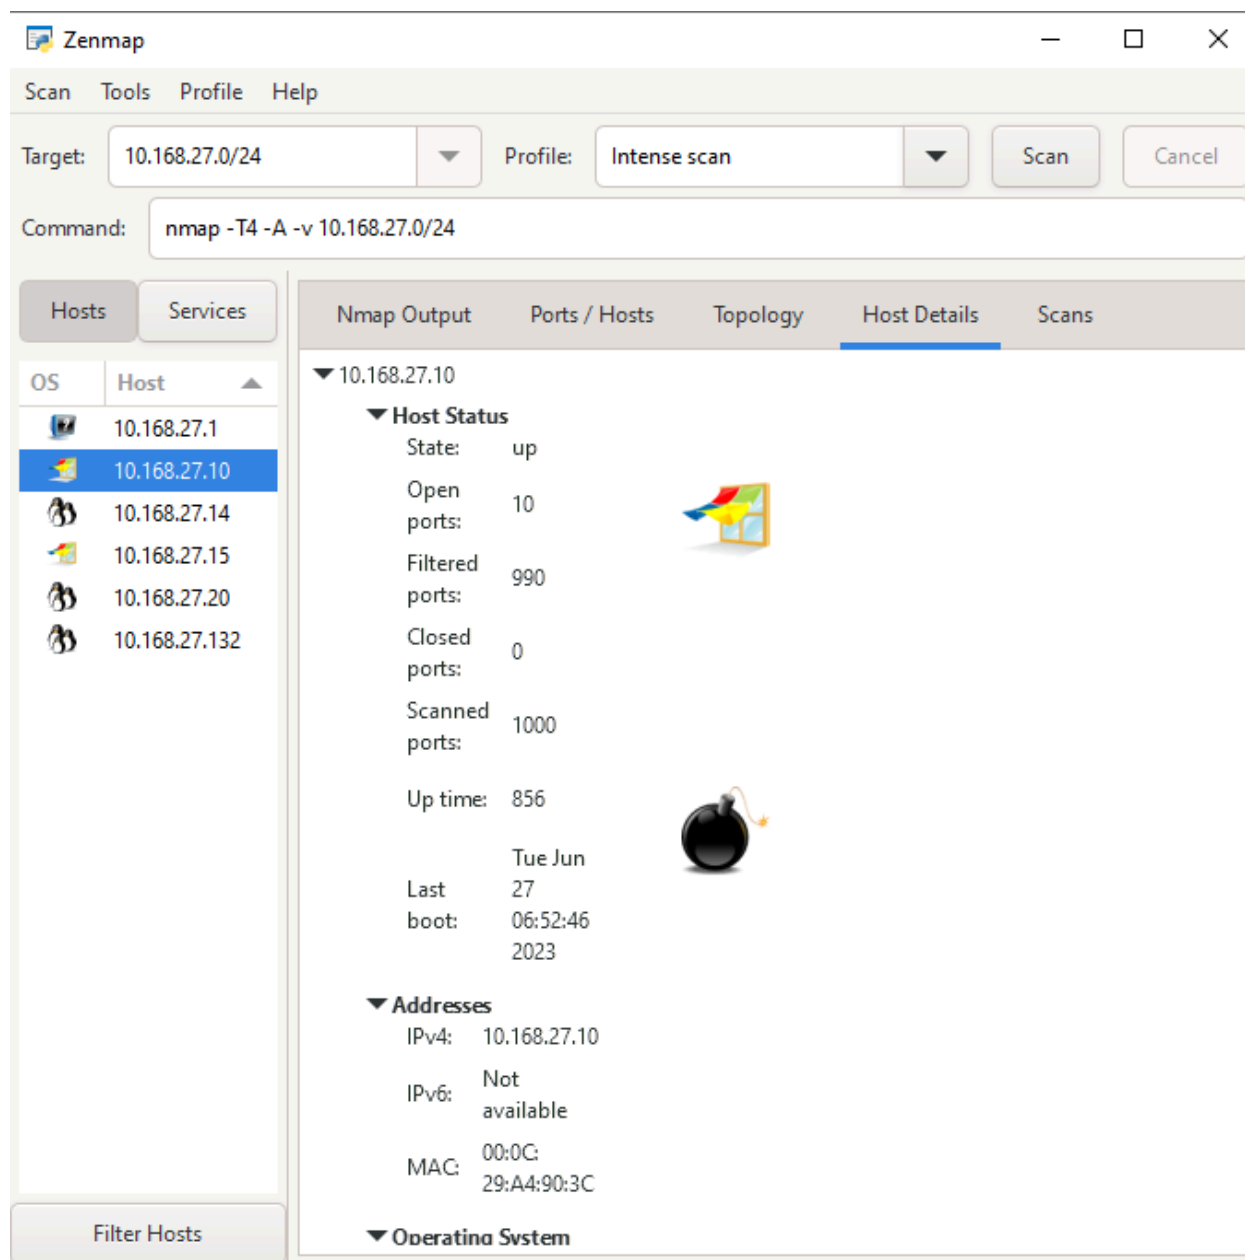 Zenmap
Scan Tools Profile Help
Target: 10.168.27.0/24 Profile: Intense scan Scan Cancel
Command: nmap -T4 -A -v 10.168.27.0/24
Hosts Services
Nmap Output Ports / Hosts Topology Host Details Scans
OS Host
10.168.27.1
10.168.27.10
10.168.27.14
10.168.27.15
10.168.27.20
10.168.27.132
Filter Hosts
10.168.27.10
Host Status
State: up
Open
ports: 10
Filtered
ports: 990
Closed
ports: 0
Scanned
ports: 1000
Up time: 856
Last
boot:
Tue Jun
27
06:52:46
2023
Addresses
IPv4: 10.168.27.10
IPv6:
Not
available
MAC:
00:0C:
29:A4:90:3C
Operating System